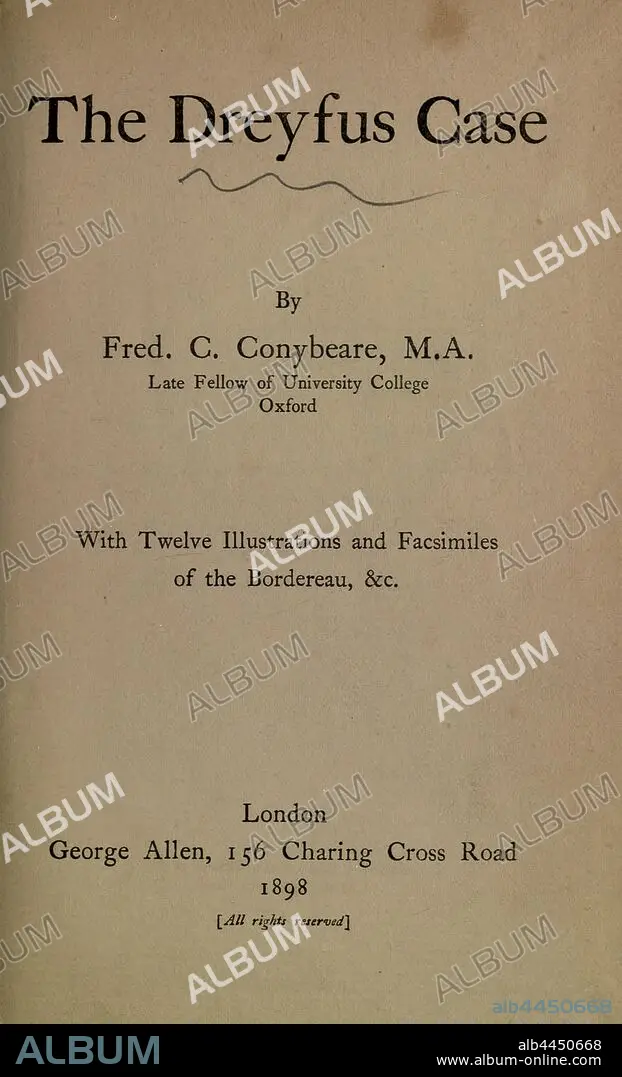 The Dreyfus Case
By
Fred. C. Conybeare, M.A.
Late Fellow of University College
Oxford
With Twelve Illustrations and Facsimiles
of the Bordereau, &c.
London
George Allen, 156 Charing Cross Road
1898
[All rights reserved]
alb4450668
ALBUM
alb4450668
www.album-online.com